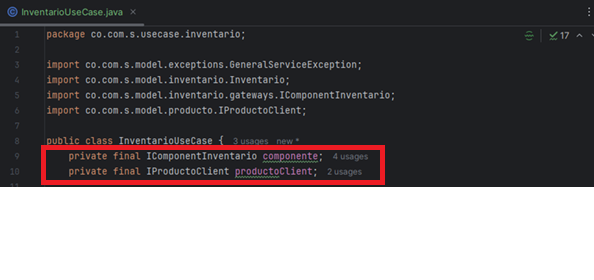 InventarioUseCase.java
17
1 package co.com.s.usecase.inventario;
2
3 import co.com.s.model.exceptions.GeneralServiceException;
4 import co.com.s.model.inventario.Inventario;
5 import co.com.s.model.inventario.gateways.IComponentInventario;
6 import co.com.s.model.producto.IProductoClient;
7
8 public class InventarioUseCase { 3 usages new *
9 private final IComponentInventario componente; 4 usages
10 private final IProductoClient productoClient; 2 usages